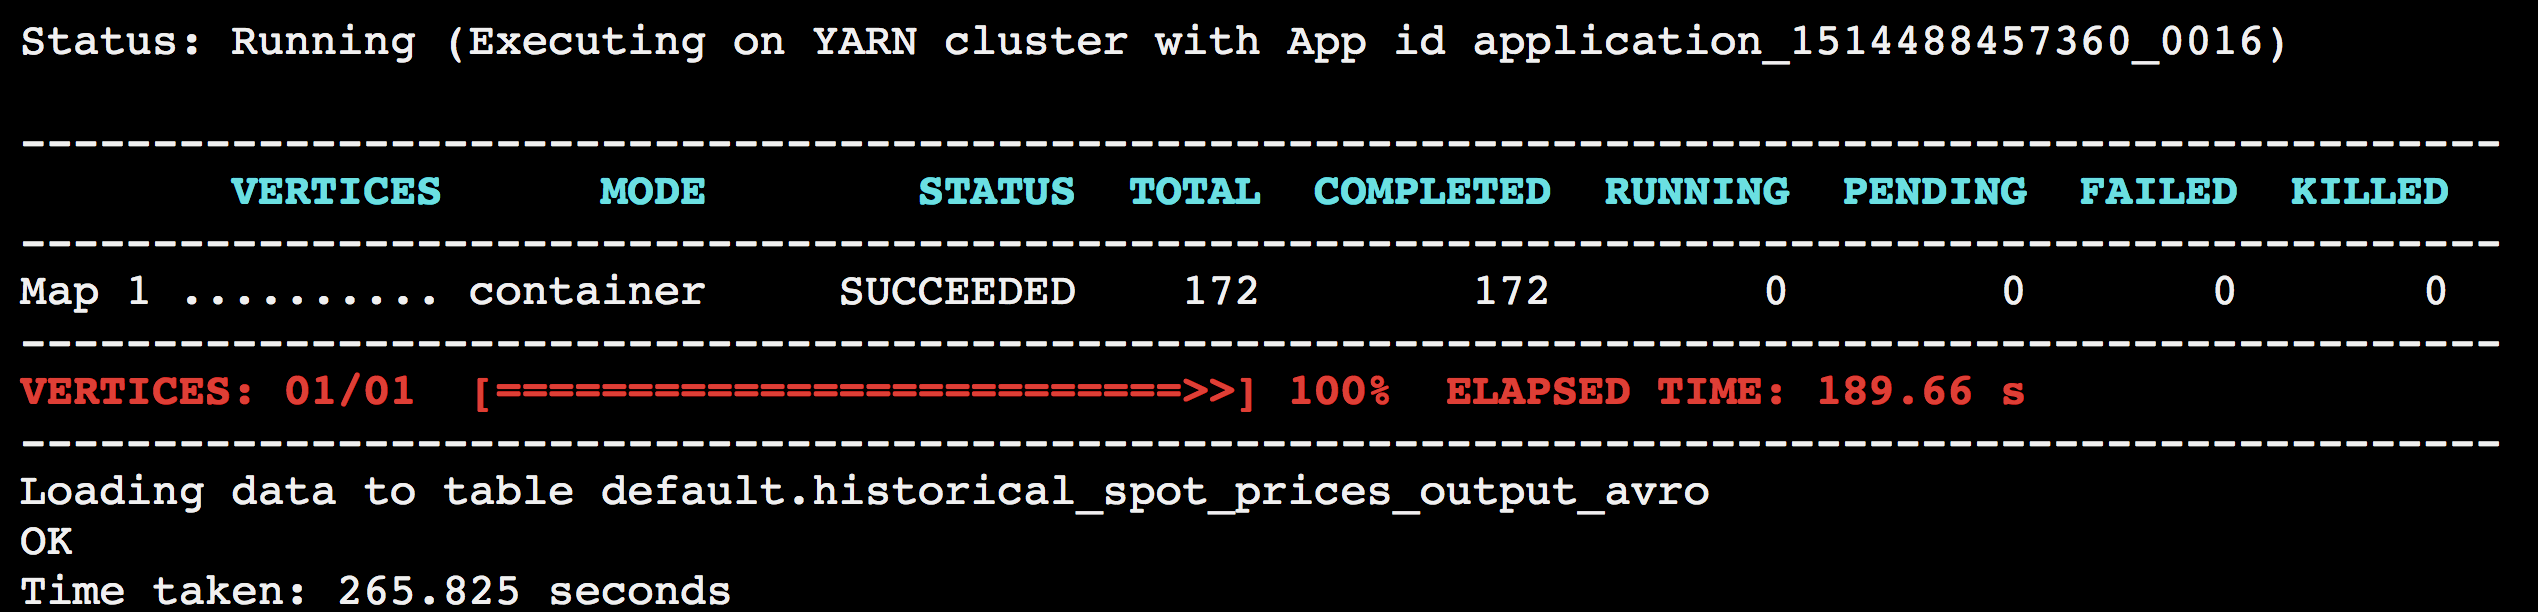 Status: Running (Executing on YARN cluster with App id application_1514488457360_0016)
----------------------------------------------------------------------------------------------
        VERTICES      MODE        STATUS  TOTAL  COMPLETED  RUNNING  PENDING  FAILED  KILLED
----------------------------------------------------------------------------------------------
Map 1 .......... container     SUCCEEDED    172        172        0        0       0       0
----------------------------------------------------------------------------------------------
VERTICES: 01/01  [==========================>>] 100%  ELAPSED TIME: 189.66 s
----------------------------------------------------------------------------------------------
Loading data to table default.historical_spot_prices_output_avro
OK
Time taken: 265.825 seconds